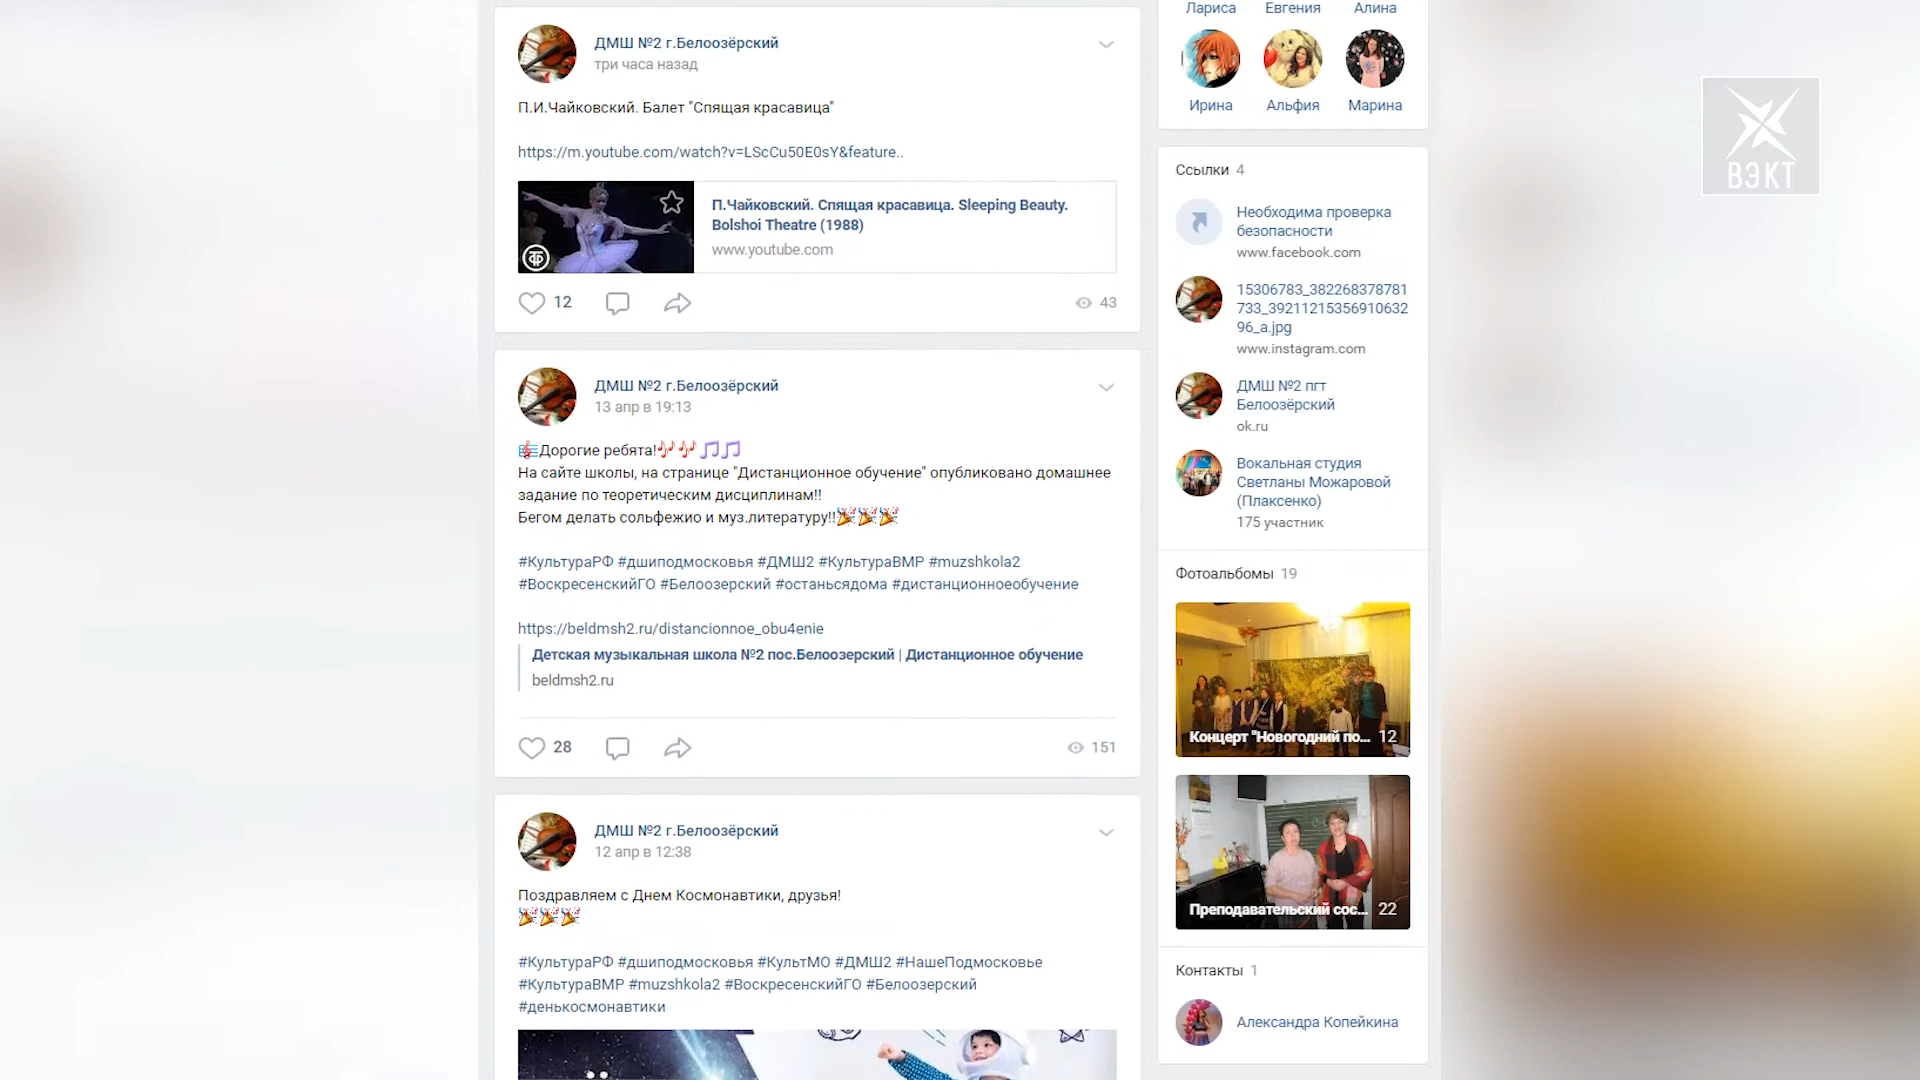 ДМШ №2 г.Белоозёрский
три часа назад
П.И.Чайковский. Балет "Спящая красавица"
https://m.youtube.com/watch?v=LScCu50E0sY&feature..
П.Чайковский. Спящая красавица. Sleeping Beauty.
Bolshoi Theatre (1988)
www.youtube.com
12
43
ДМШ №2 г.Белоозёрский
13 апр в 19:13
Дорогие ребята!
На сайте школы, на странице "Дистанционное обучение" опубликовано домашнее
задание по теоретическим дисциплинам!!
Бегом делать сольфежио и муз.литературу!!
#КультураРФ #дшиподмосковья #ДМШ2 #КультураВМР #muzshkola2
#ВоскресенскийГО #Белоозерский #останьсядома #дистанционноеобучение
https://beldmsh2.ru/distancionnoe_obu4enie
Детская музыкальная школа №2 пос.Белоозерский | Дистанционное обучение
beldmsh2.ru
28
151
ДМШ №2 г.Белоозёрский
12 апр в 12:38
Поздравляем с Днем Космонавтики, друзья!
#КультураРФ #дшиподмосковья #КультМО #ДМШ2 #НашеПодмосковье
#КультураВМР #muzshkola2 #ВоскресенскийГО #Белоозерский
#денькосмонавтики
Лариса
Евгения
Алина
Ирина
Альфия
Марина
Ссылки 4
Необходима проверка
безопасности
www.facebook.com
15306783_382268378781
733_39211215356910632
96_a.jpg
www.instagram.com
ДМШ №2 пгт
Белоозёрский
ok.ru
Вокальная студия
Светланы Можаровой
(Плаксенко)
175 участник
Фотоальбомы 19
Концерт "Новогодний по... 12
Преподавательский сос... 22
Контакты 1
Александра Копейкина
ВЭКТ